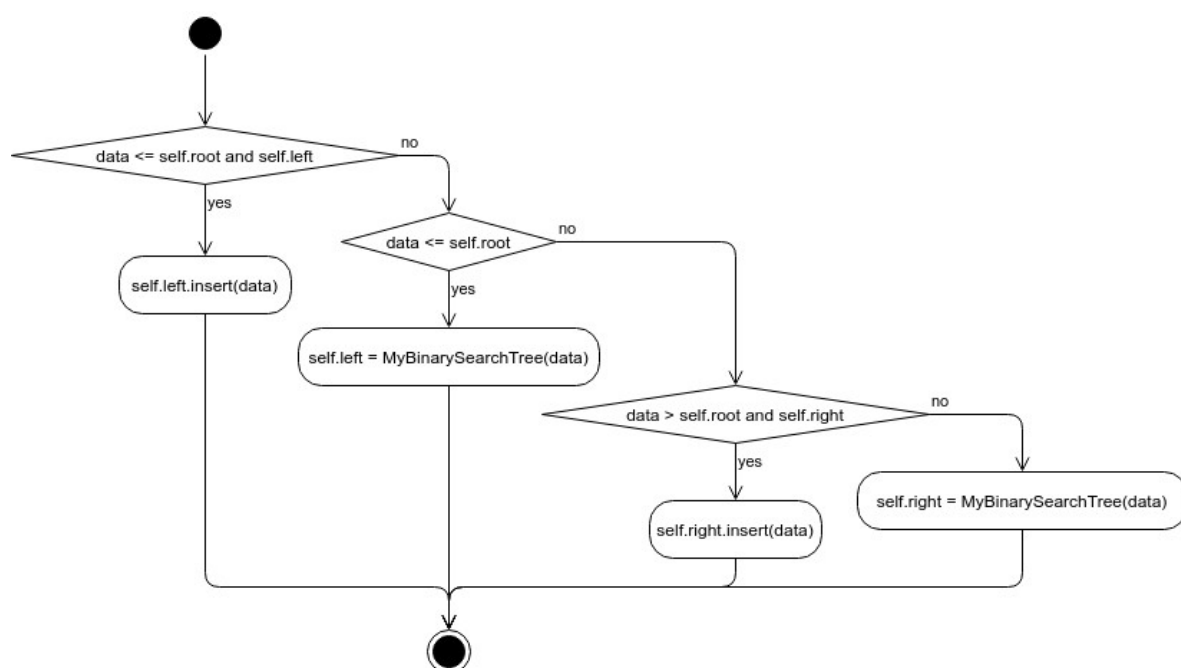 data <= self.root and self.left
no
yes
data <= self.root
no
self.left.insert(data)
yes
self.left = MyBinarySearchTree(data)
data > self.root and self.right
no
yes
self.right = MyBinarySearchTree(data)
self.right.insert(data)